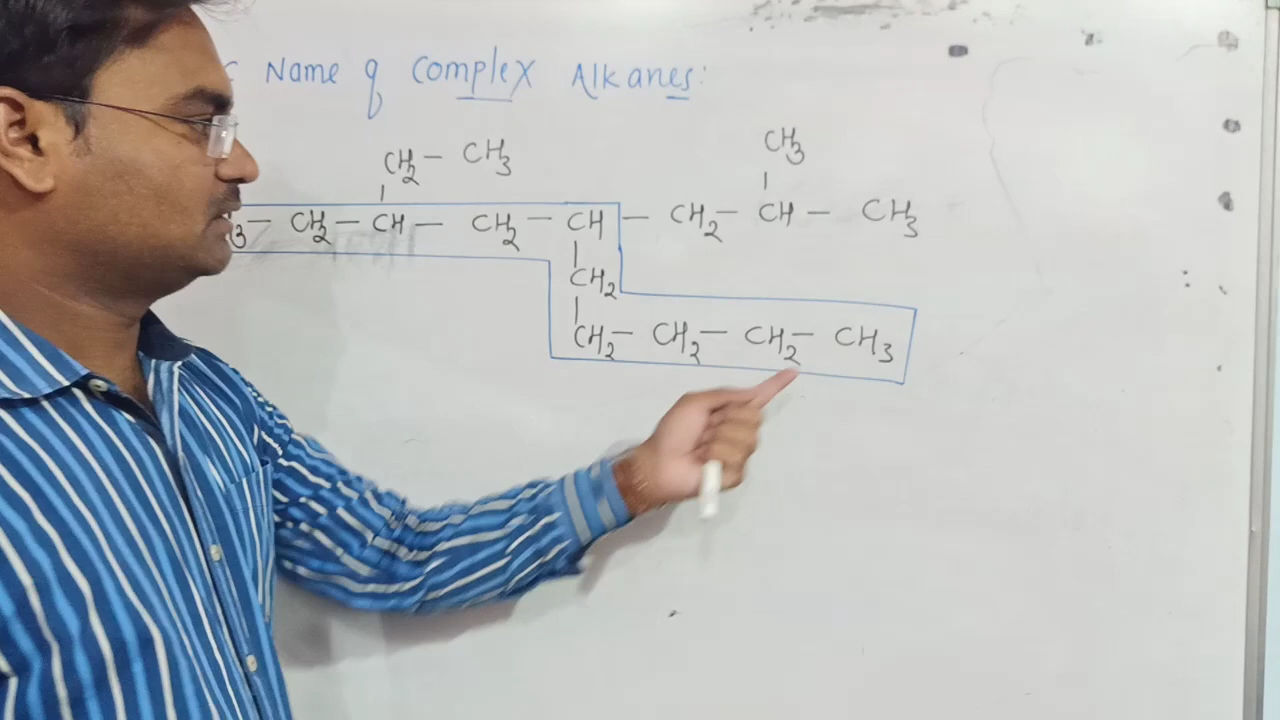 Name of Complex Alkanes:
CH3
CH2 — CH3
3 — CH2 — CH — CH2 — CH — CH2 — CH — CH3
CH2
CH2 — CH2 — CH2 — CH3